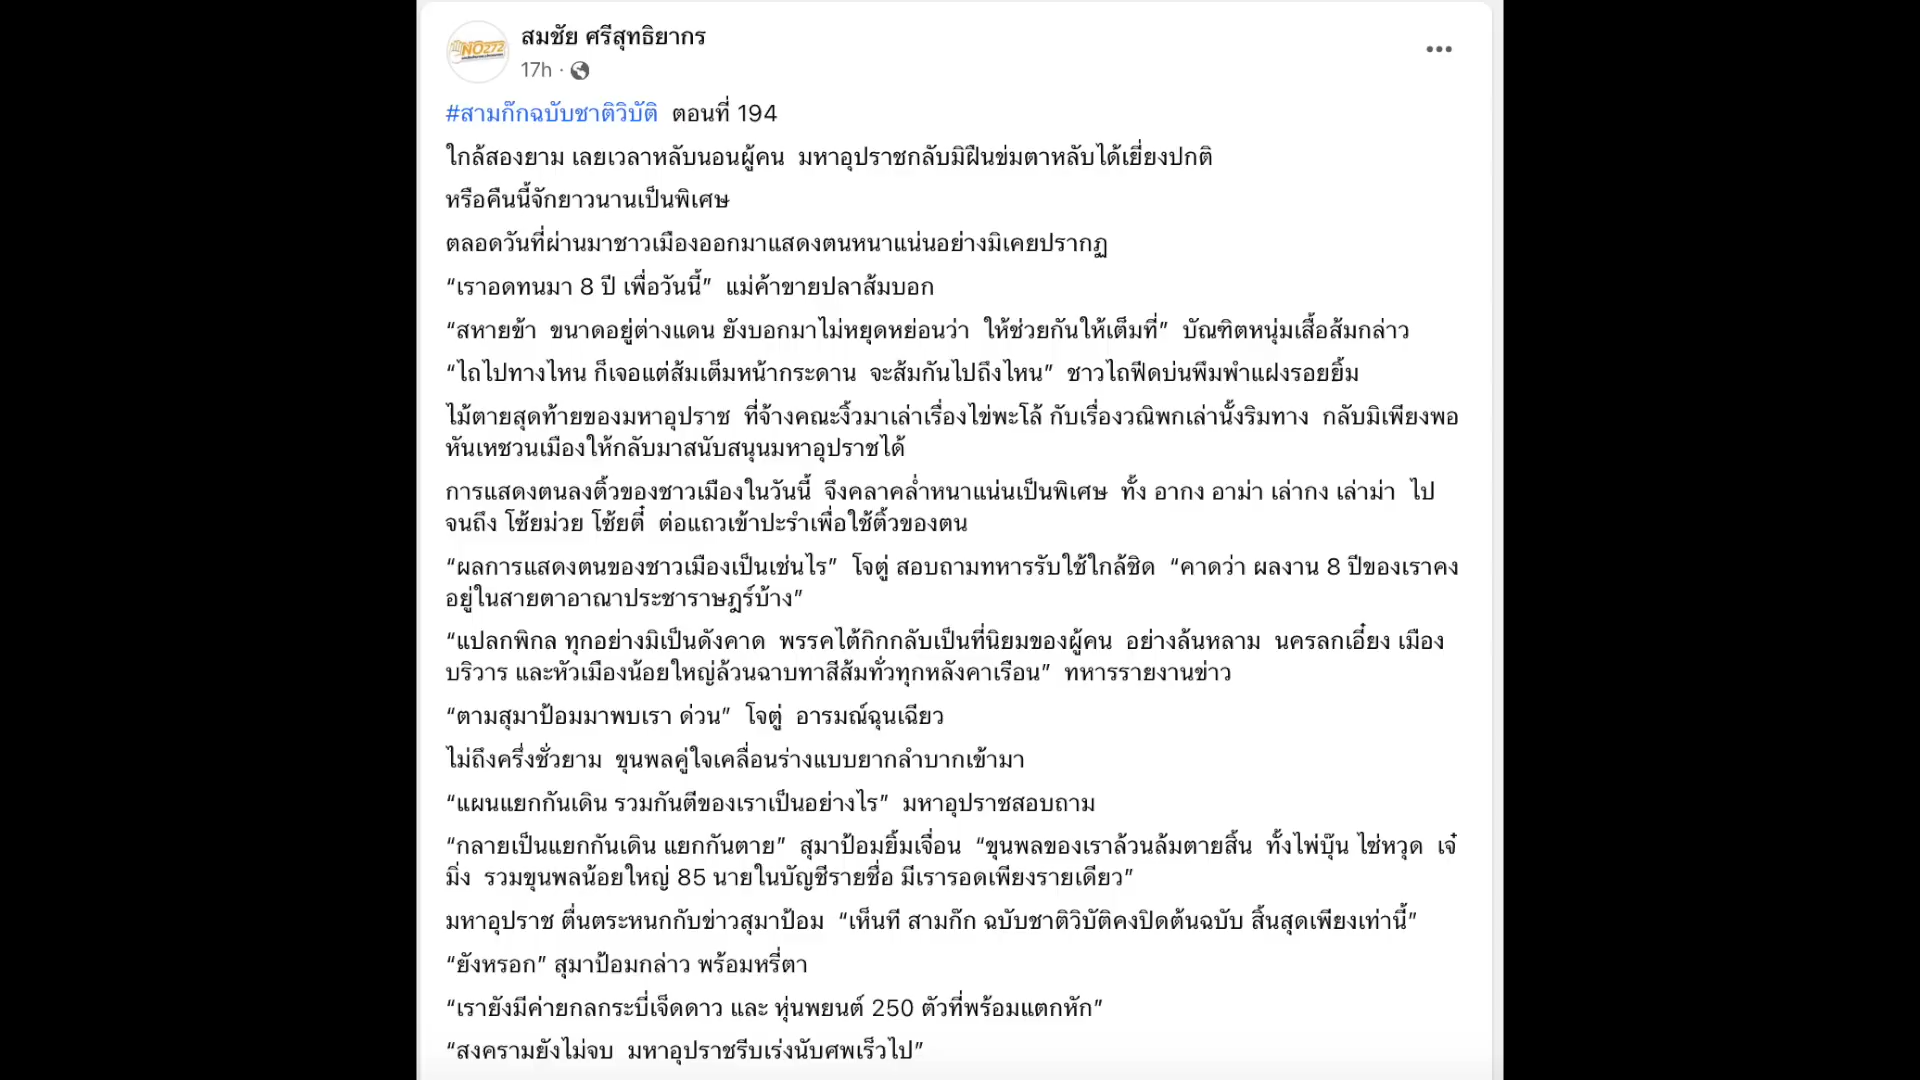 NO272
สมชัย ศรีสุทธิยากร
17h ·
#สามก๊กฉบับชาติวิบัติ ตอนที่ 194
ใกล้สองยาม เลยเวลาหลับนอนผู้คน มหาอุปราชกลับมิฝืนข่มตาหลับได้เยี่ยงปกติ
หรือคืนนี้จักยาวนานเป็นพิเศษ
ตลอดวันที่ผ่านมาชาวเมืองออกมาแสดงตนหนาแน่นอย่างมิเคยปรากฏ
“เราอดทนมา 8 ปี เพื่อวันนี้” แม่ค้าขายปลาส้มบอก
“สหายข้า ขนาดอยู่ต่างแดน ยังบอกมาไม่หยุดหย่อนว่า ให้ช่วยกันให้เต็มที่” บัณฑิตหนุ่มเสื้อส้มกล่าว
“ไถไปทางไหน ก็เจอแต่ส้มเต็มหน้ากระดาน จะส้มกันไปถึงไหน” ชาวไถฟีดบ่นพึมพำแฝงรอยยิ้ม
ไม้ตายสุดท้ายของมหาอุปราช ที่จ้างคณะงิ้วมาเล่าเรื่องไข่พะโล้ กับเรื่องวณิพกเล่านั้งริมทาง กลับมิเพียงพอ
หันเหชวนเมืองให้กลับมาสนับสนุนมหาอุปราชได้
การแสดงตนลงติ้วของชาวเมืองในวันนี้ จึงคลาคล่ำหนาแน่นเป็นพิเศษ ทั้ง อากง อาม่า เล่ากง เล่าม่า ไป
จนถึง โซ้ยม่วย โซ้ยตี๋ ต่อแถวเข้าปะรำเพื่อใช้ติ้วของตน
“ผลการแสดงตนของชาวเมืองเป็นเช่นไร” โจตู่ สอบถามทหารรับใช้ใกล้ชิด “คาดว่า ผลงาน 8 ปีของเราคง
อยู่ในสายตาอาณาประชาราษฎร์บ้าง”
“แปลกพิกล ทุกอย่างมิเป็นดังคาด พรรคไต้กิกกลับเป็นที่นิยมของผู้คน อย่างล้นหลาม นครลกเอี๋ยง เมือง
บริวาร และหัวเมืองน้อยใหญ่ล้วนฉาบทาสีส้มทั่วทุกหลังคาเรือน” ทหารรายงานข่าว
“ตามสุมาป้อมมาพบเรา ด่วน” โจตู่ อารมณ์ฉุนเฉียว
ไม่ถึงครึ่งชั่วยาม ขุนพลคู่ใจเคลื่อนร่างแบบยากลำบากเข้ามา
“แผนแยกกันเดิน รวมกันตีของเราเป็นอย่างไร” มหาอุปราชสอบถาม
“กลายเป็นแยกกันเดิน แยกกันตาย” สุมาป้อมยิ้มเจื่อน “ขุนพลของเราล้วนล้มตายสิ้น ทั้งไพ่บุ๊น ไซ่หวุด เจ๋
มิ่ง รวมขุนพลน้อยใหญ่ 85 นายในบัญชีรายชื่อ มีเรารอดเพียงรายเดียว”
มหาอุปราช ตื่นตระหนกกับข่าวสุมาป้อม “เห็นที สามก๊ก ฉบับชาติวิบัติคงปิดต้นฉบับ สิ้นสุดเพียงเท่านี้”
“ยังหรอก” สุมาป้อมกล่าว พร้อมหรี่ตา
“เรายังมีค่ายกลกระบี่เจ็ดดาว และ หุ่นพยนต์ 250 ตัวที่พร้อมแตกหัก”
“สงครามยังไม่จบ มหาอุปราชรีบเร่งนับศพเร็วไป”